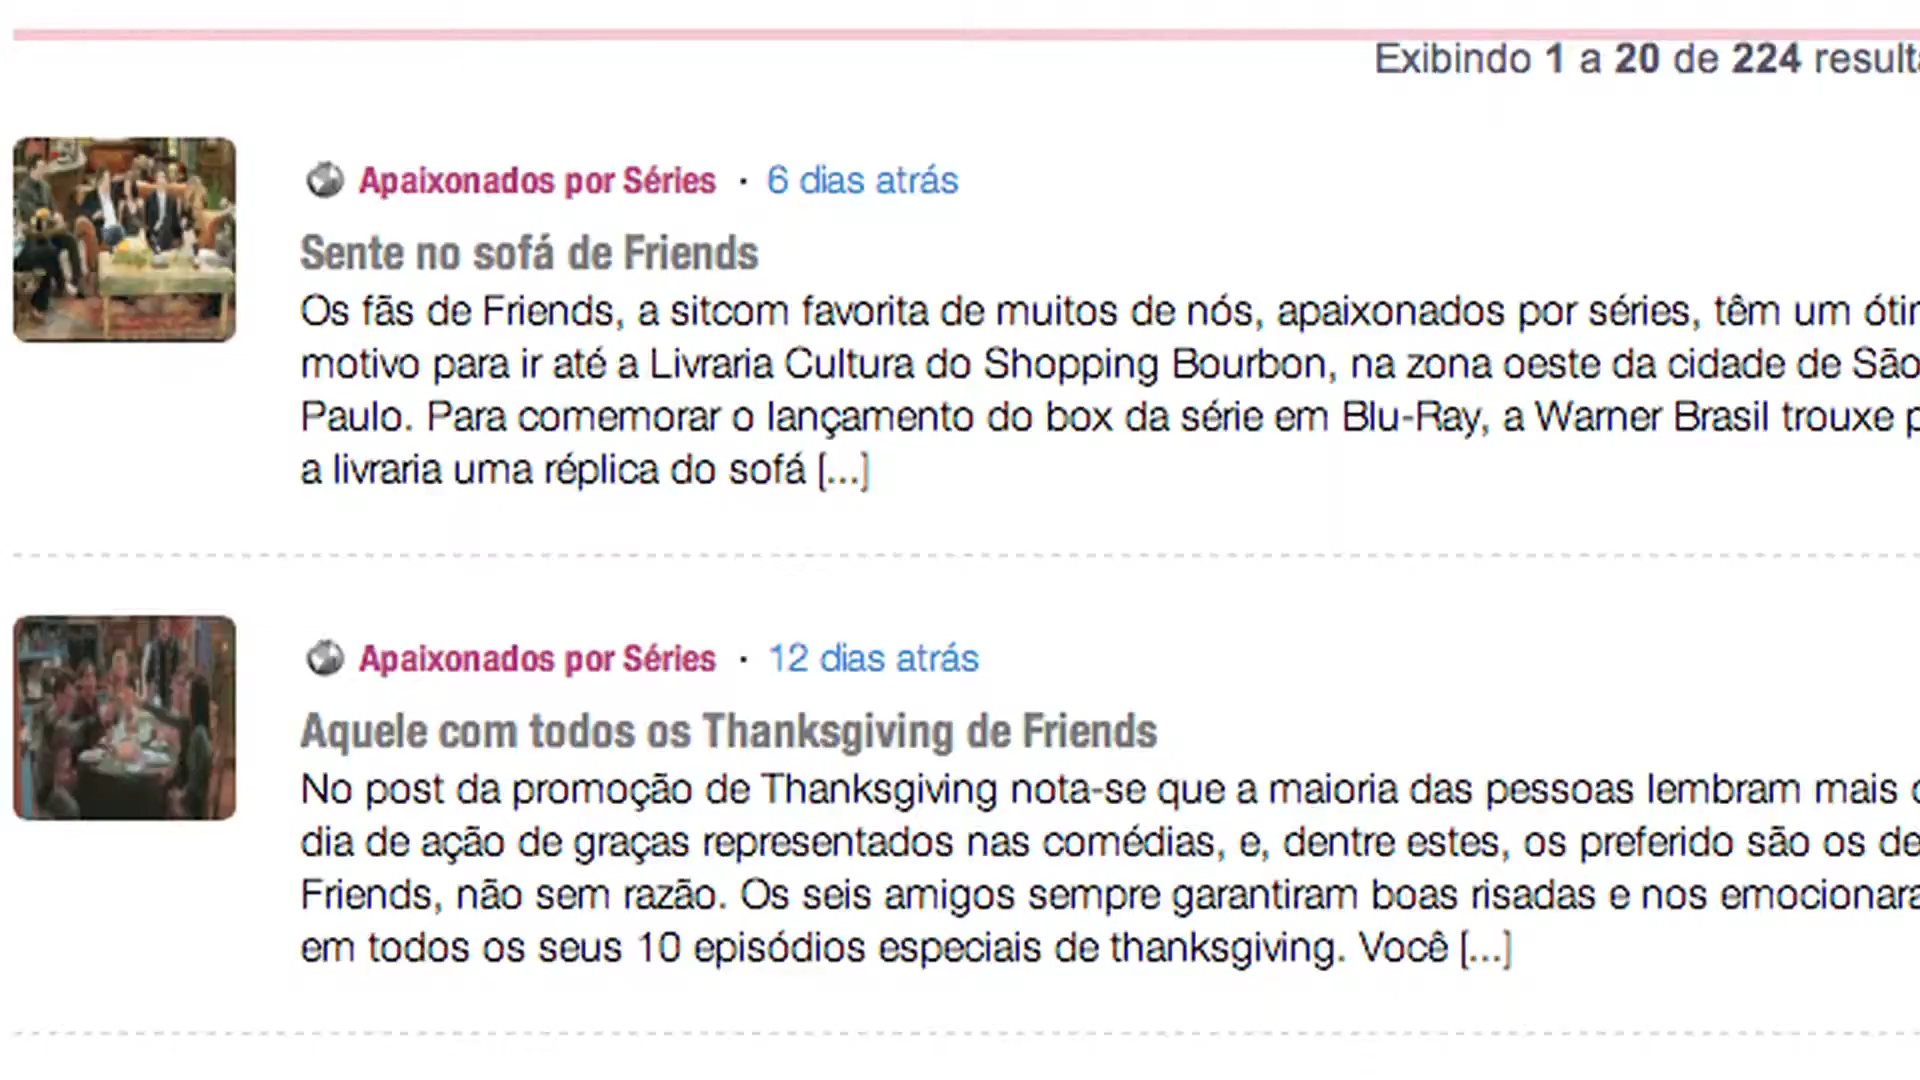 Exibindo 1 a 20 de 224
Apaixonados por Séries · 6 dias atrás
Sente no sofá de Friends
Os fãs de Friends, a sitcom favorita de muitos de nós, apaixonados por séries, têm um
motivo para ir até a Livraria Cultura do Shopping Bourbon, na zona oeste da cidade de São
Paulo. Para comemorar o lançamento do box da série em Blu-Ray, a Warner Brasil trouxe
a livraria uma réplica do sofá [...]
Apaixonados por Séries · 12 dias atrás
Aquele com todos os Thanksgiving de Friends
No post da promoção de Thanksgiving nota-se que a maioria das pessoas lembram mais
dia de ação de graças representados nas comédias, e, dentre estes, os preferido são os de
Friends, não sem razão. Os seis amigos sempre garantiram boas risadas e nos
em todos os seus 10 episódios especiais de thanksgiving. Você [...]